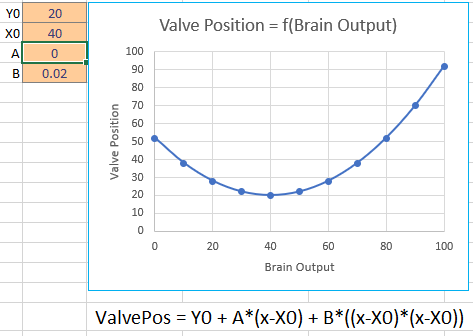 Y0 20
X0 40
A 0
B 0.02
Valve Position = f(Brain Output)
100
90
80
70
60
50
40
30
20
10
0
Valve Position
0 20 40 60 80 100
Brain Output
ValvePos = Y0 + A*(x-X0) + B*((x-X0)*(x-X0))